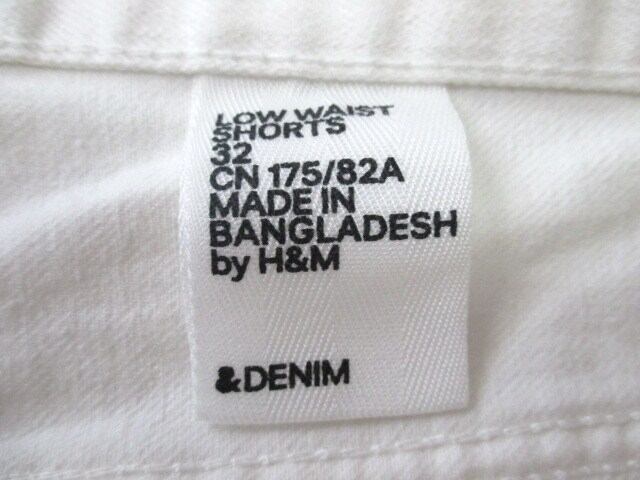 LOW WAIST
SHORTS
32
CN 175/82A
MADE IN
BANGLADESH
by H&M
&DENIM